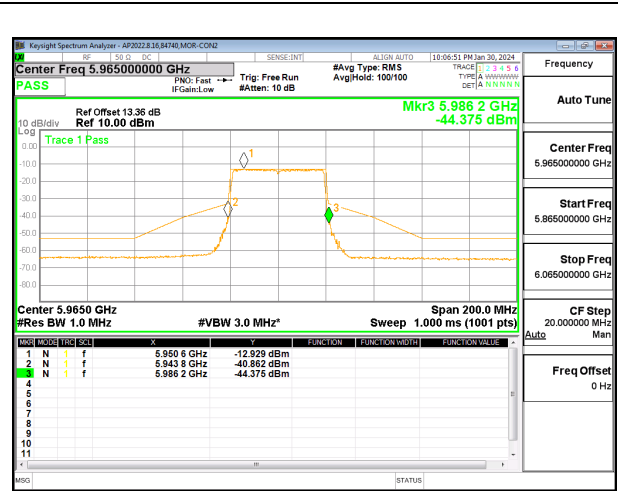 Keysight Spectrum Analyzer - AP2022.8.16,84740,MOR-CON2
RF 50 Ω DC SENSE:INT ALIGN AUTO 10:06:51 PM Jan 30, 2024
Center Freq 5.965000000 GHz
PNO: Fast
IFGain:Low
Trig: Free Run
#Atten: 10 dB
#Avg Type: RMS
Avg|Hold: 100/100
TRACE 1 2 3 4 5 6
TYPE A WWWWW
DET A N N N N N
PASS
Mkr3 5.986 2 GHz
-44.375 dBm
Ref Offset 13.36 dB
Ref 10.00 dBm
10 dB/div
Log
Trace 1 Pass
0.00
-10.0
-20.0
-30.0
-40.0
-50.0
-60.0
-70.0
-80.0
1
2
3
Center 5.9650 GHz Span 200.0 MHz
#Res BW 1.0 MHz #VBW 3.0 MHz* Sweep 1.000 ms (1001 pts)
MKR MODE TRC SCL X Y FUNCTION FUNCTION WIDTH FUNCTION VALUE
1 N 1 f 5.950 6 GHz -12.929 dBm
2 N 1 f 5.943 8 GHz -40.862 dBm
3 N 1 f 5.986 2 GHz -44.375 dBm
4
5
6
7
8
9
10
11
MSG STATUS
Frequency
Auto Tune
Center Freq
5.965000000 GHz
Start Freq
5.865000000 GHz
Stop Freq
6.065000000 GHz
CF Step
20.000000 MHz
Auto Man
Freq Offset
0 Hz